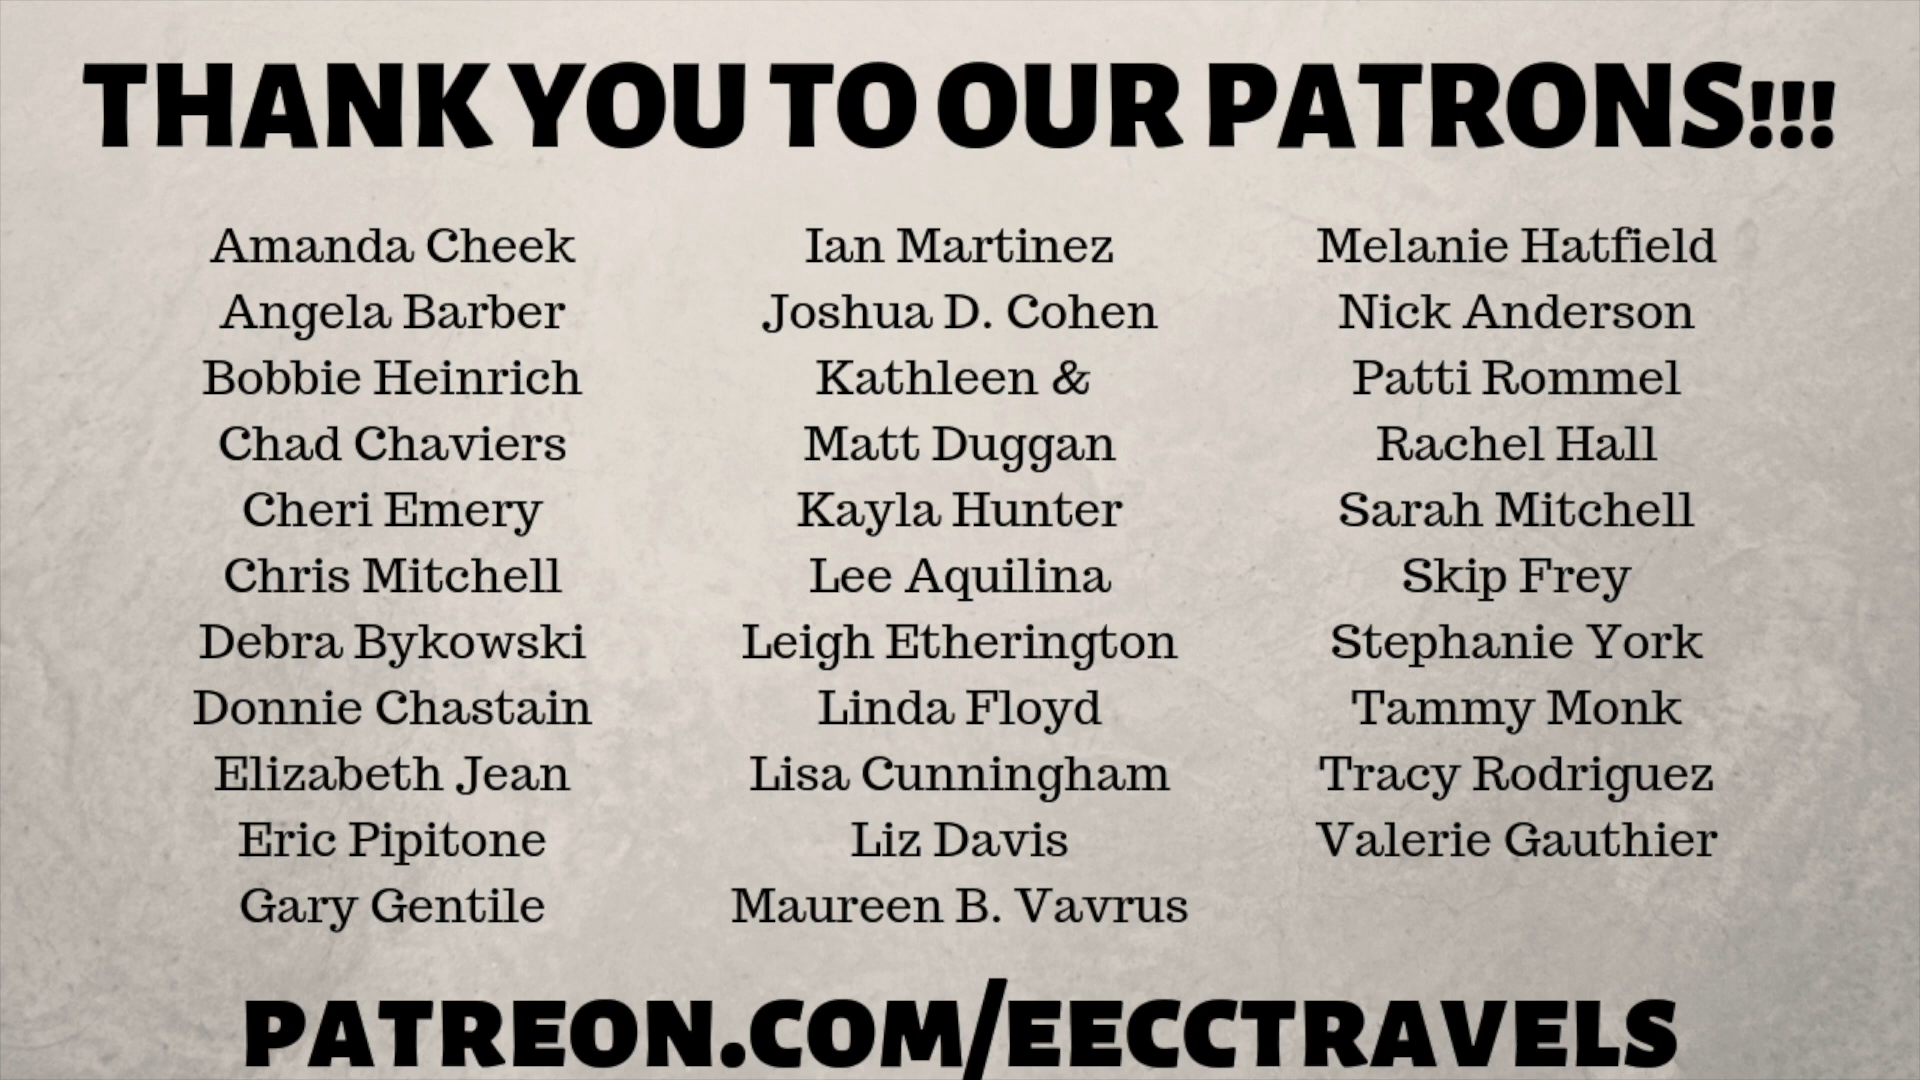 THANK YOU TO OUR PATRONS!!!
Amanda Cheek
Angela Barber
Bobbie Heinrich
Chad Chaviers
Cheri Emery
Chris Mitchell
Debra Bykowski
Donnie Chastain
Elizabeth Jean
Eric Pipitone
Gary Gentile
Ian Martinez
Joshua D. Cohen
Kathleen &
Matt Duggan
Kayla Hunter
Lee Aquilina
Leigh Etherington
Linda Floyd
Lisa Cunningham
Liz Davis
Maureen B. Vavrus
Melanie Hatfield
Nick Anderson
Patti Rommel
Rachel Hall
Sarah Mitchell
Skip Frey
Stephanie York
Tammy Monk
Tracy Rodriguez
Valerie Gauthier
PATREON.COM/EECCTRAVELS